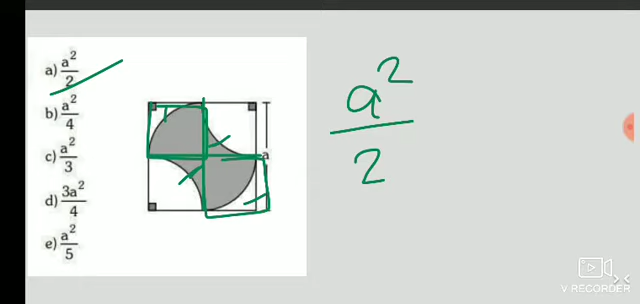 a) a²/2
b) a²/4
c) a²/3
d) 3a²/4
e) a²/5
a
a²/2
V RECORDER